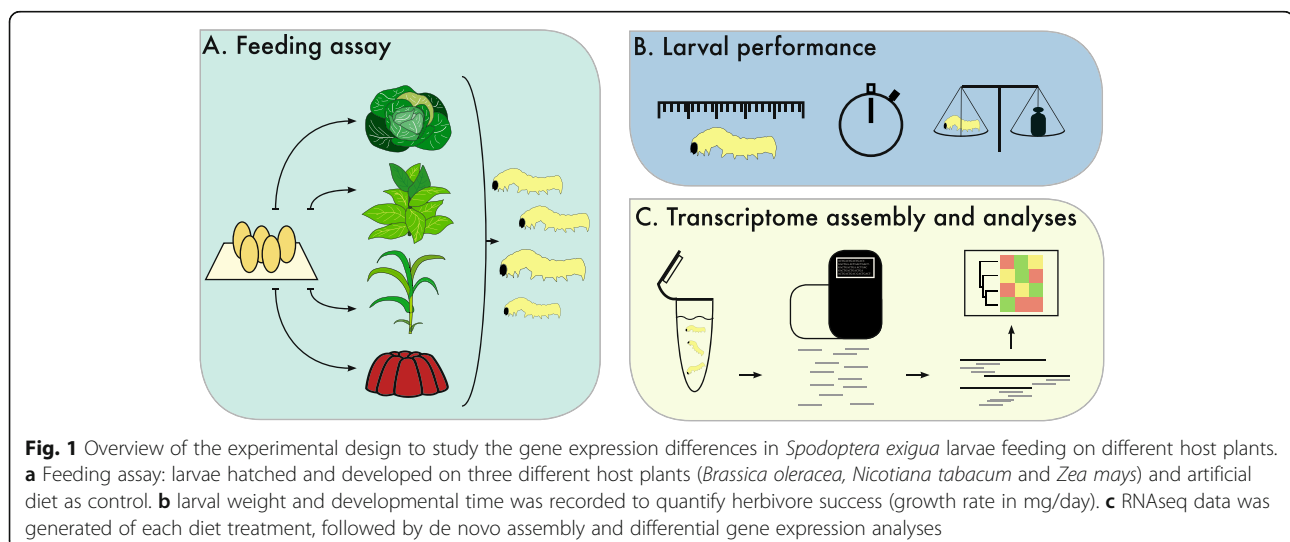 A. Feeding assay
B. Larval performance
C. Transcriptome assembly and analyses
Fig. 1 Overview of the experimental design to study the gene expression differences in Spodoptera exigua larvae feeding on different host plants.
a Feeding assay: larvae hatched and developed on three different host plants (Brassica oleracea, Nicotiana tabacum and Zea mays) and artificial
diet as control. b larval weight and developmental time was recorded to quantify herbivore success (growth rate in mg/day). c RNAseq data was
generated of each diet treatment, followed by de novo assembly and differential gene expression analyses